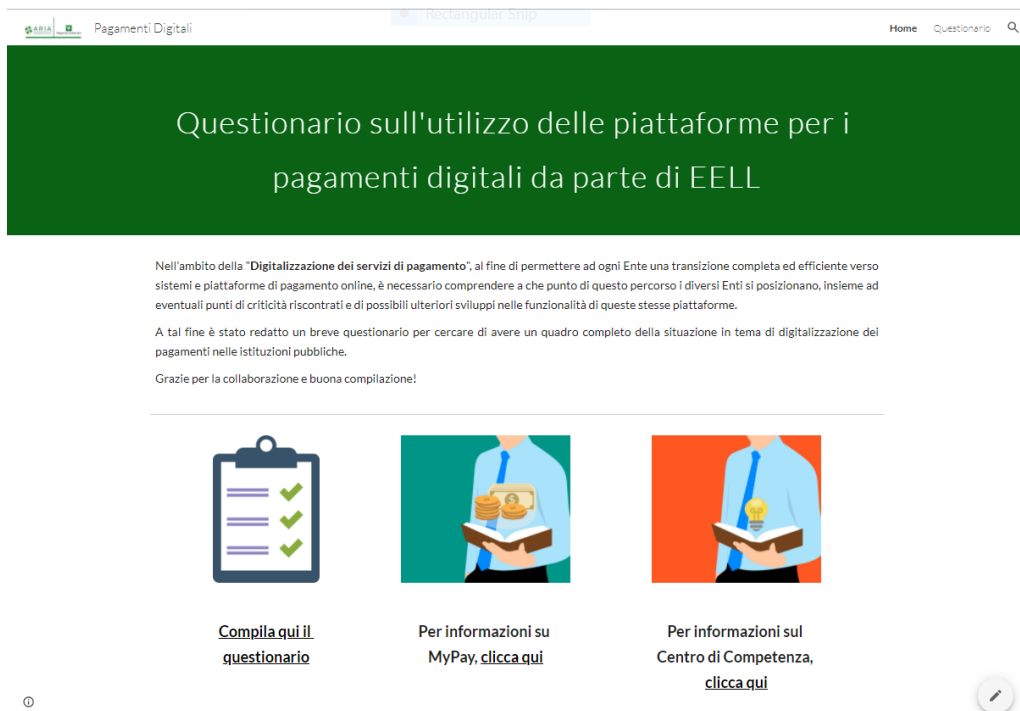 Rectangular Snip
ARIA
Pagamenti Digitali
Home
Questionario
Questionario sull'utilizzo delle piattaforme per i
pagamenti digitali da parte di EELL
Nell'ambito della "Digitalizzazione dei servizi di pagamento", al fine di permettere ad ogni Ente una transizione completa ed efficiente verso
sistemi e piattaforme di pagamento online, è necessario comprendere a che punto di questo percorso i diversi Enti si posizionano, insieme ad
eventuali punti di criticità riscontrati e di possibili ulteriori sviluppi nelle funzionalità di queste stesse piattaforme.
A tal fine è stato redatto un breve questionario per cercare di avere un quadro completo della situazione in tema di digitalizzazione dei
pagamenti nelle istituzioni pubbliche.
Grazie per la collaborazione e buona compilazione!
Compila qui il
questionario
Per informazioni su
MyPay, clicca qui
Per informazioni sul
Centro di Competenza,
clicca qui